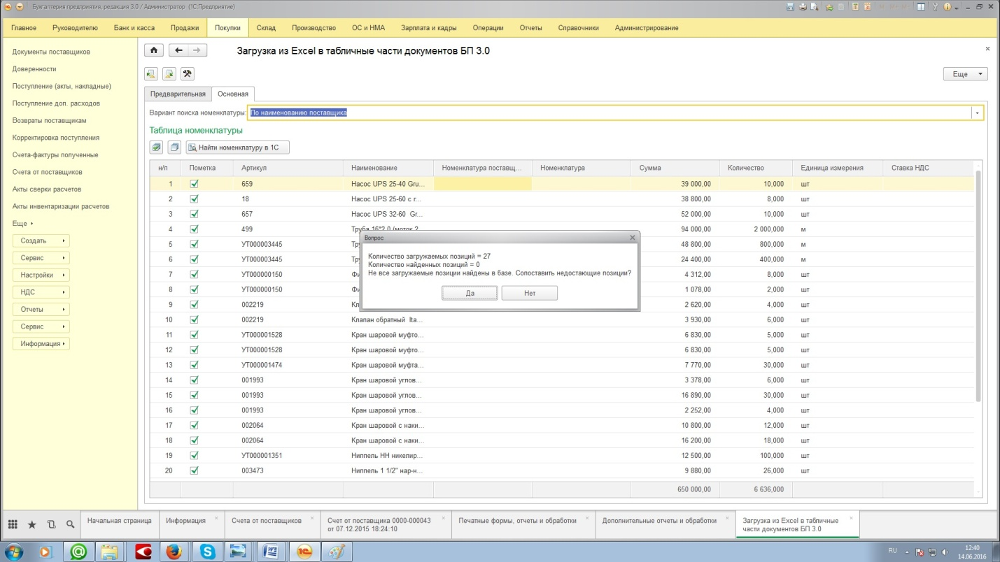 Бухгалтерия предприятия, редакция 3.0 / Администратор (1С:Предприятие)
Главное Руководителю Банк и касса Продажи Покупки Склад Производство ОС и НМА Зарплата и кадры Операции Отчеты Справочники Администрирование
Документы поставщиков
Доверенности
Поступление (акты, накладные)
Поступление доп. расходов
Возвраты поставщикам
Корректировка поступления
Счета-фактуры полученные
Счета от поставщиков
Акты сверки расчетов
Акты инвентаризации расчетов
Еще
Создать
Сервис
Настройки
НДС
Отчеты
Сервис
Информация
Загрузка из Excel в табличные части документов БП 3.0
Еще
Предварительная Основная
Вариант поиска номенклатуры: По наименованию поставщика
Таблица номенклатуры
Найти номенклатуру в 1С
н/п Пометка Артикул Наименование Номенклатура поставщ... Номенклатура Сумма Количество Единица измерения Ставка НДС
1 659 Насос UPS 25-40 Gru... 39 000,00 10,000 шт
2 18 Насос UPS 25-60 с г... 38 800,00 8,000 шт
3 657 Насос UPS 32-60 Gr... 52 000,00 10,000 шт
4 499 Труба 16*2,0 (моток 2... 94 000,00 2 000,000 м
5 УТ000003445 Тру 48 800,00 800,000 м
6 УТ000003445 Тру 24 400,00 400,000 м
7 УТ000000150 Фи 4 312,00 8,000 шт
8 УТ000000150 Фи 1 078,00 2,000 шт
9 002219 Кл 2 620,00 4,000 шт
10 002219 Клапан обратный Ita... 3 930,00 6,000 шт
11 УТ000001528 Кран шаровой муфто... 6 830,00 5,000 шт
12 УТ000001528 Кран шаровой муфто... 6 830,00 5,000 шт
13 УТ000001474 Кран шаровой муфта... 7 770,00 30,000 шт
14 001993 Кран шаровой углов... 3 378,00 6,000 шт
15 001993 Кран шаровой углов... 16 890,00 30,000 шт
16 001993 Кран шаровой углов... 2 252,00 4,000 шт
17 002064 Кран шаровой с наки... 10 800,00 12,000 шт
18 002064 Кран шаровой с наки... 16 200,00 18,000 шт
19 УТ000001351 Ниппель НН никелир... 12 500,00 100,000 шт
20 003473 Ниппель 1 1/2" нар-н... 9 880,00 26,000 шт
650 000,00 6 636,000
Вопрос
Количество загружаемых позиций = 27
Количество найденных позиций = 0
Не все загружаемые позиции найдены в базе. Сопоставить недостающие позиции?
Да Нет
Начальная страница Информация Счета от поставщиков Счет от поставщика 0000-000043 от 07.12.2015 18:24:10 Печатные формы, отчеты и обработки Дополнительные отчеты и обработки Загрузка из Excel в табличные части документов БП 3.0
RU
12:40
14.06.2016